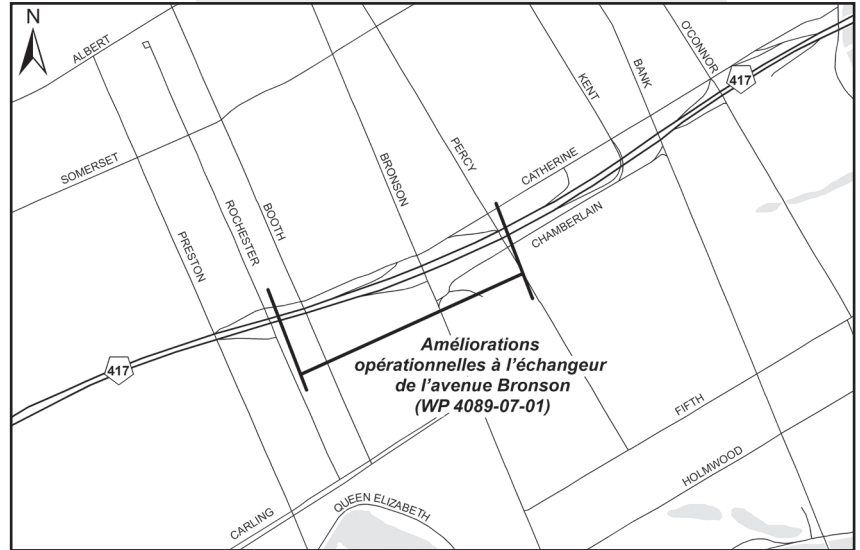 N
ALBERT
O'CONNOR
BANK
417
KENT
SOMERSET
BRONSON
PERCY
CATHERINE
PRESTON
ROCHESTER
BOOTH
CHAMBERLAIN
417
Améliorations
opérationnelles à l'échangeur
de l'avenue Bronson
(WP 4089-07-01)
FIFTH
HOLMWOOD
CARLING
QUEEN ELIZABETH